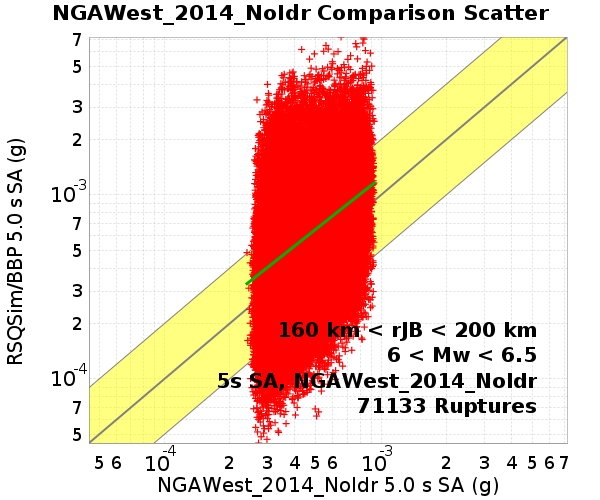 NGAWest_2014_NoIdr Comparison Scatter
RSQSim/BBP 5.0 s SA (g)
7
5
3
2
10-3
7
5
3
2
10-4
7
5
160 km < rJB < 200 km
6 < Mw < 6.5
5s SA, NGAWest_2014_NoIdr
71133 Ruptures
5 6 10-4 2 3 4 5 6 10-3 2 3 4 5 6 7
NGAWest_2014_NoIdr 5.0 s SA (g)